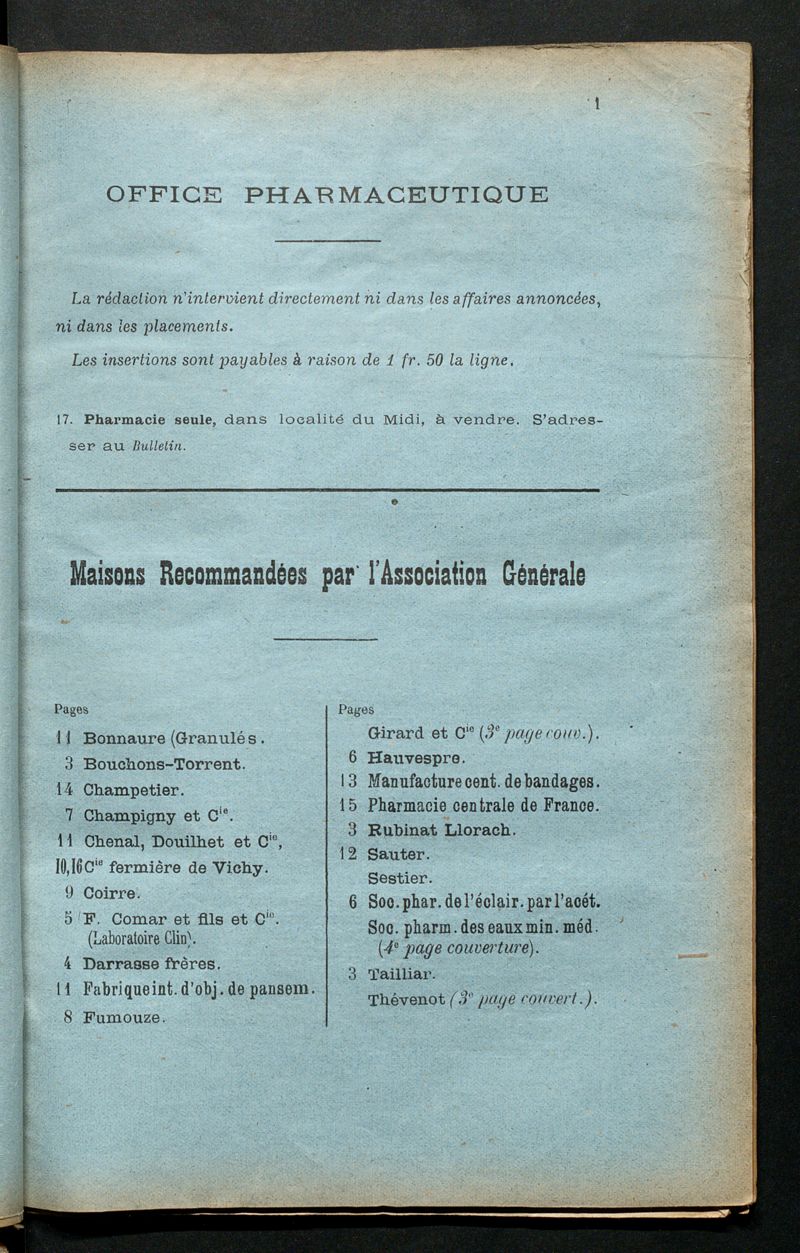 1
OFFICE PHARMACEUTIQUE
La rédaction n'intervient directement ni dans les affaires annoncées,
ni dans les placements.
Les insertions sont payables à raison de 1 fr. 50 la ligne.
17. Pharmacie seule, dans localité du Midi, à vendre. S'adres-
ser au Bulletin.
Maisons Recommandées par l'Association Générale
Pages
11 Bonnaure (Granulés.
3 Bouchons-Torrent.
14 Champetier.
7 Champigny et Cie.
11 Chenal, Douilhet et Cie,
10,16 Cie fermière de Vichy.
9 Coirre.
5 F. Comar et fils et Cie.
(Laboratoire Clin).
4 Darrasse frères.
11 Fabrique int. d'obj. de pansem.
8 Fumouze.
Pages
Girard et Cie (3e page couv.).
6 Hauvespre.
13 Manufacture cent. de bandages.
15 Pharmacie centrale de France.
3 Rubinat Llorach.
12 Sauter.
Sestier.
6 Soc. phar. de l'éclair. par l'acét.
Soc. pharm. des eaux min. méd.
(4e page couverture).
3 Tailliar.
Thévenot (3e page couvert.).